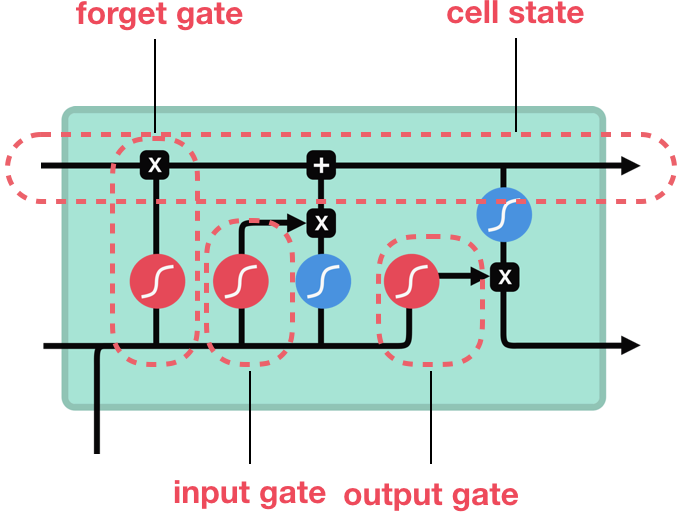 forget gate
cell state
X
+
X
X
input gate
output gate